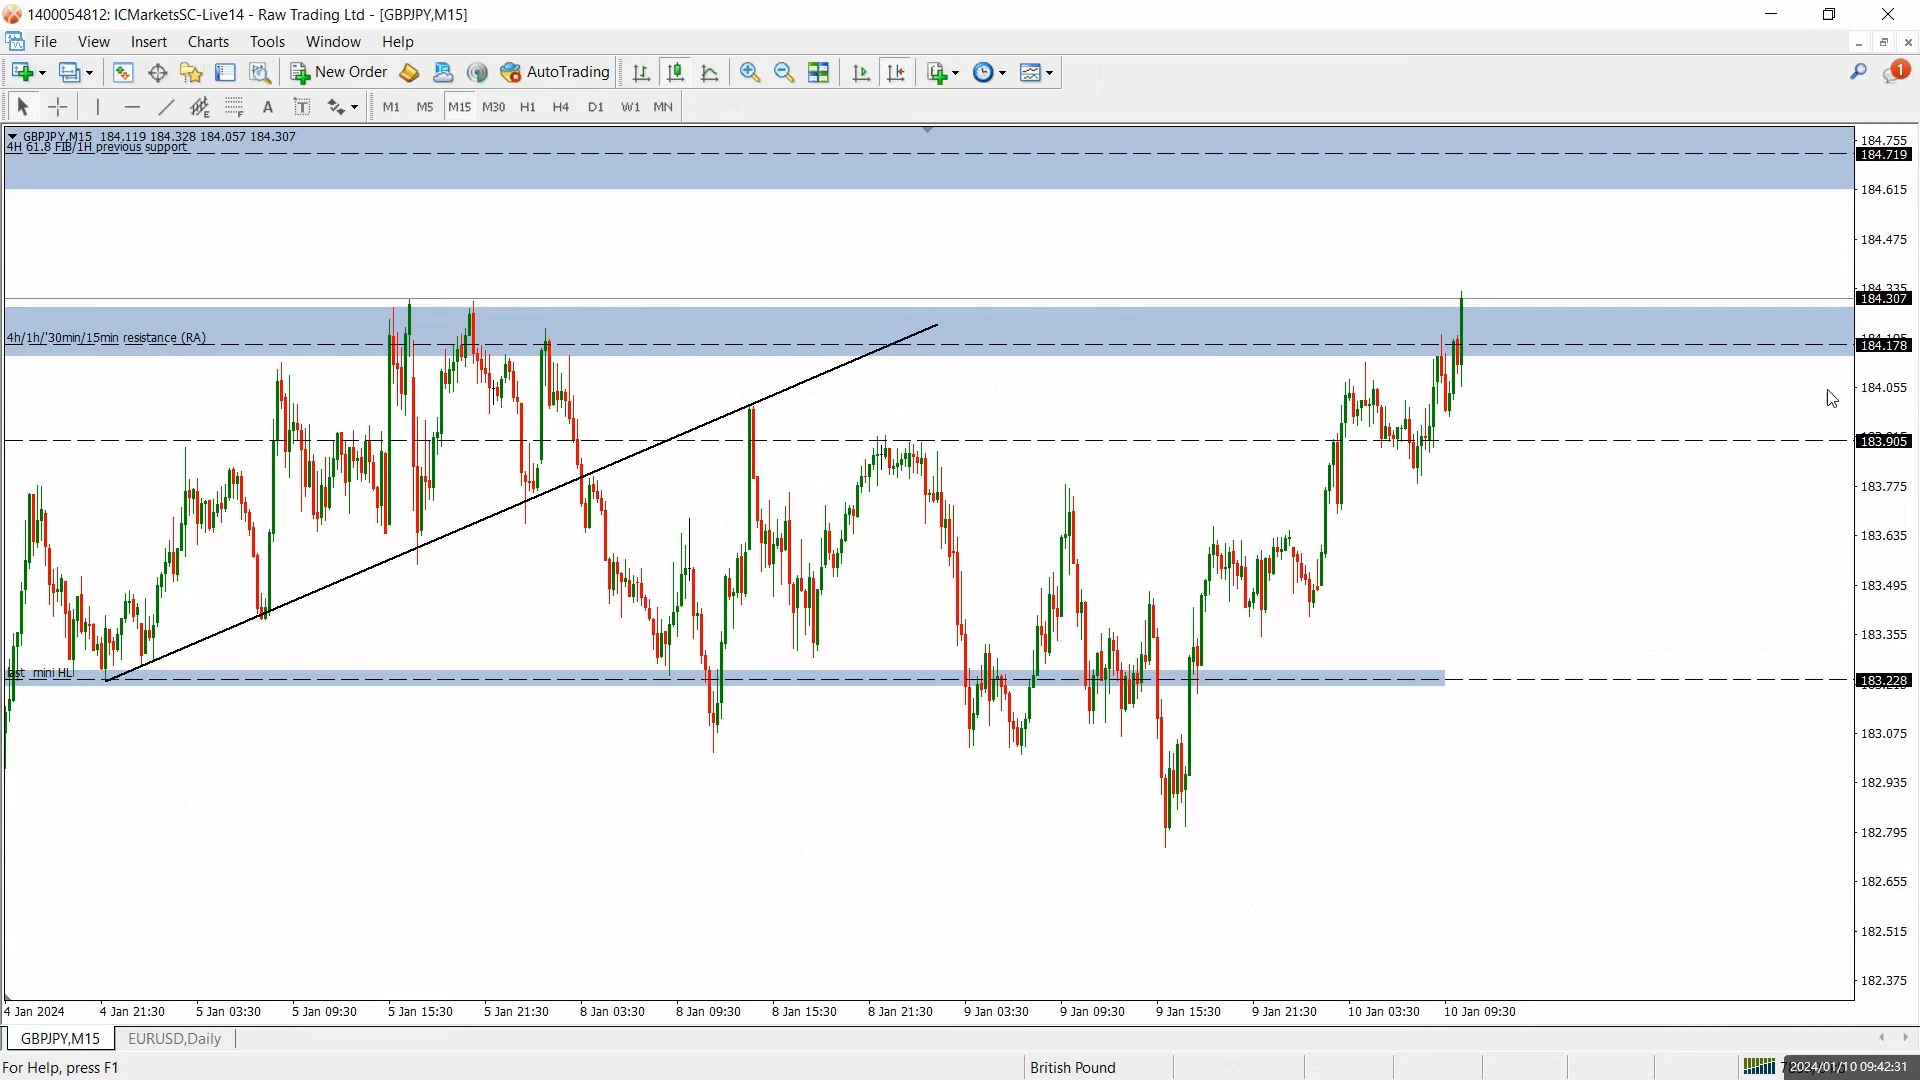 1400054812: ICMarketsSC-Live14 - Raw Trading Ltd - [GBPJPY,M15]
File View Insert Charts Tools Window Help
New Order AutoTrading 1
A T M1 M5 M15 M30 H1 H4 D1 W1 MN
GBPJPY,M15 184.119 184.328 184.057 184.307
4H 61.8 FIB/1H previous support
184.755
184.719
184.615
184.475
184.335
184.307
4h/1h/'30min/15min resistance (RA)
184.178
184.055
183.905
183.775
183.635
183.495
183.355
last mini HL
183.228
183.075
182.935
182.795
182.655
182.515
182.375
4 Jan 2024 4 Jan 21:30 5 Jan 03:30 5 Jan 09:30 5 Jan 15:30 5 Jan 21:30 8 Jan 03:30 8 Jan 09:30 8 Jan 15:30 8 Jan 21:30 9 Jan 03:30 9 Jan 09:30 9 Jan 15:30 9 Jan 21:30 10 Jan 03:30 10 Jan 09:30
GBPJPY,M15 EURUSD,Daily
For Help, press F1 British Pound 2024/01/10 09:42:31